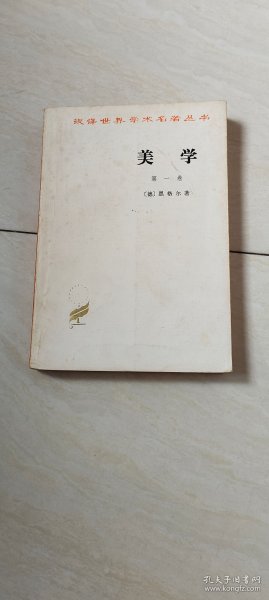 汉译世界学术名著丛书
美 学
第一卷
〔德〕黑格尔著
孔夫子旧书网